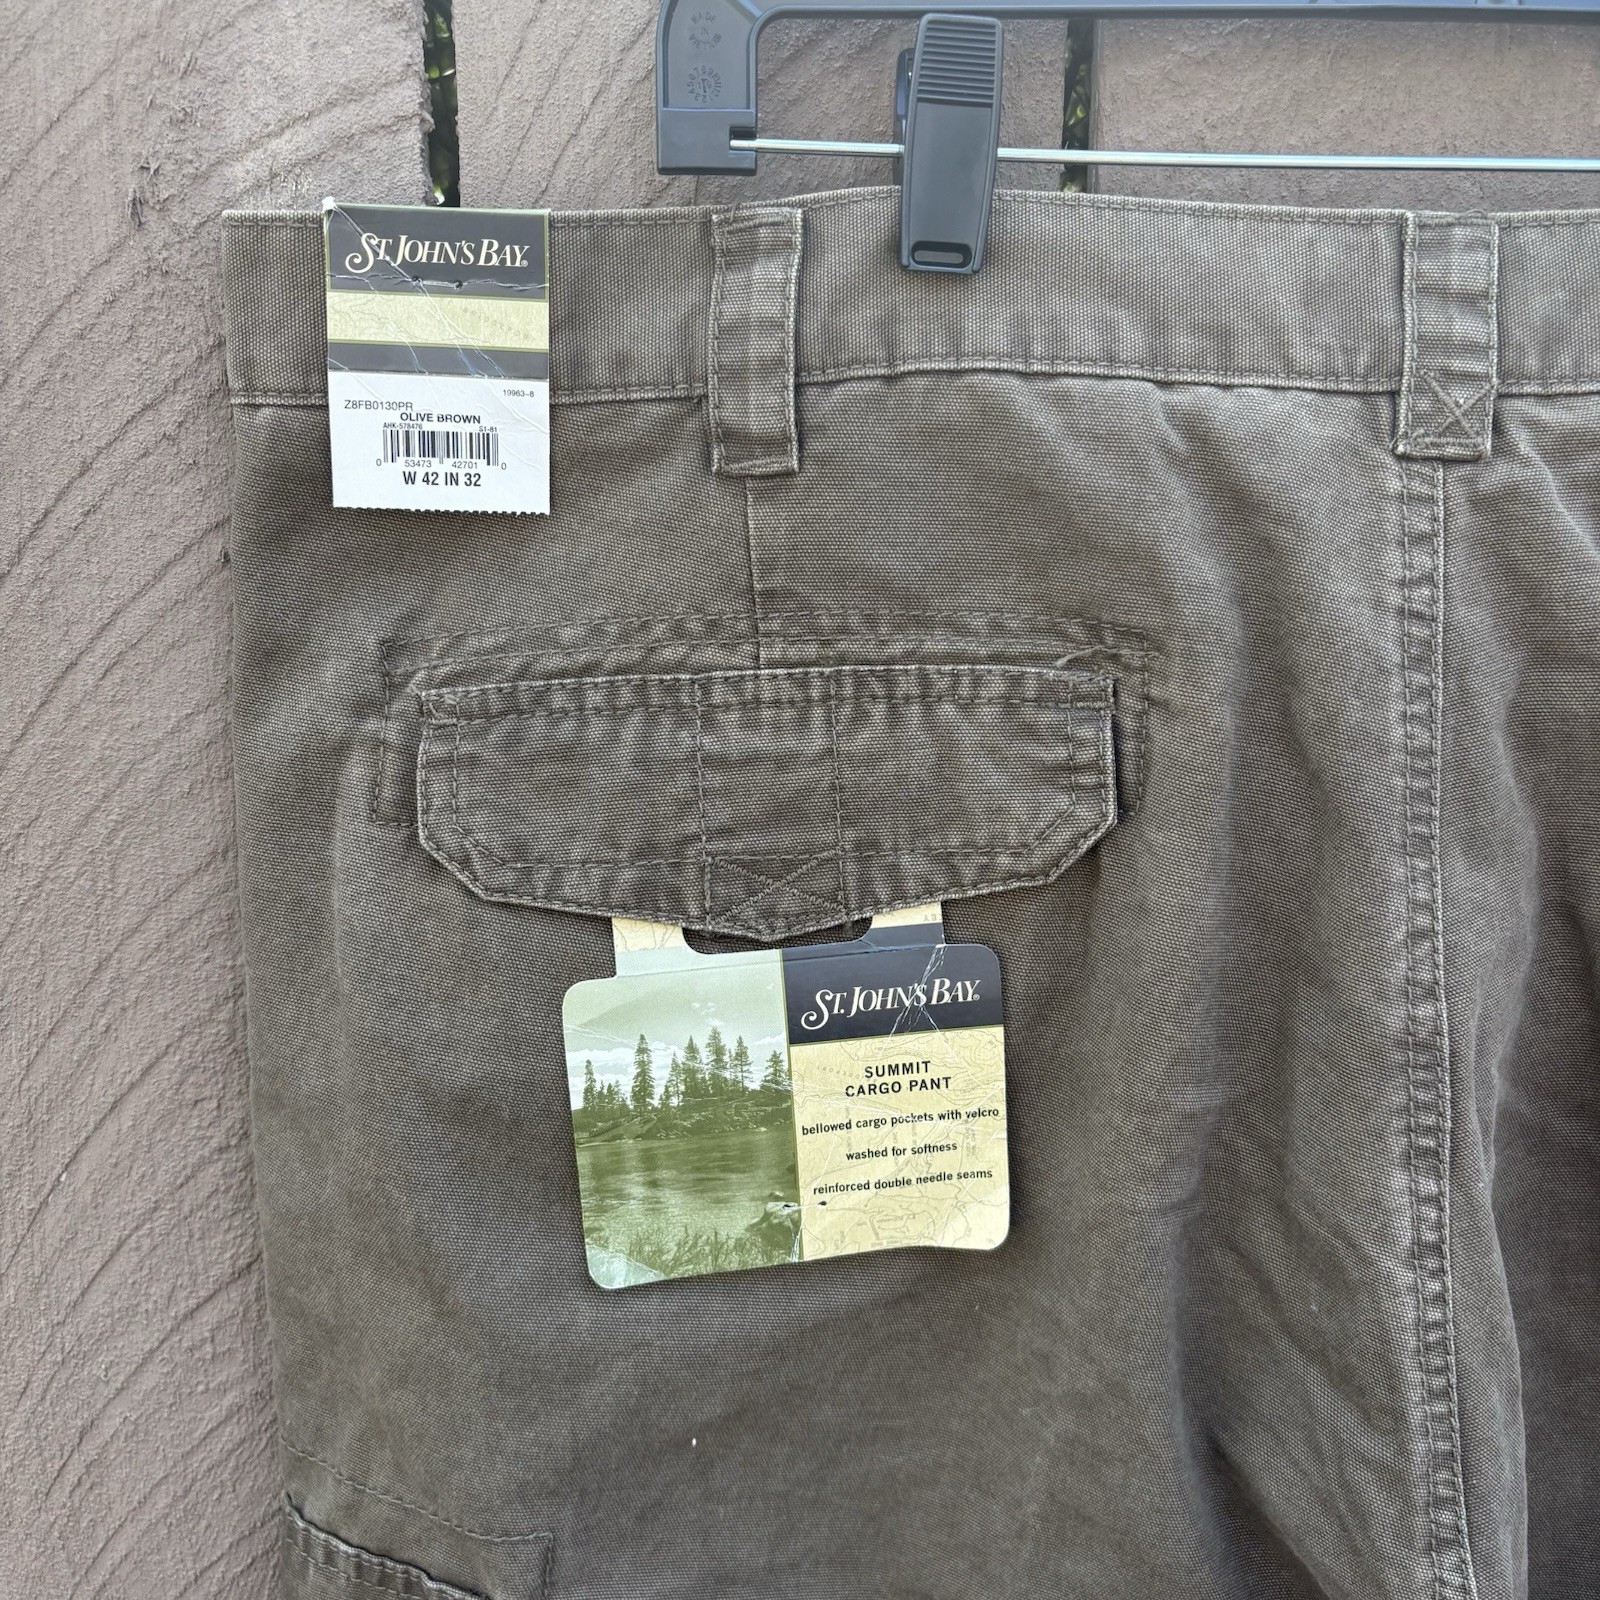 ST. JOHN'S BAY®
19963-8
Z8FB0130PR
OLIVE BROWN
AHK-578476 S1-B1
0 53473 42701 0
W 42 IN 32
ST. JOHN'S BAY®
SUMMIT
CARGO PANT
bellowed cargo pockets with velcro
washed for softness
reinforced double needle seams